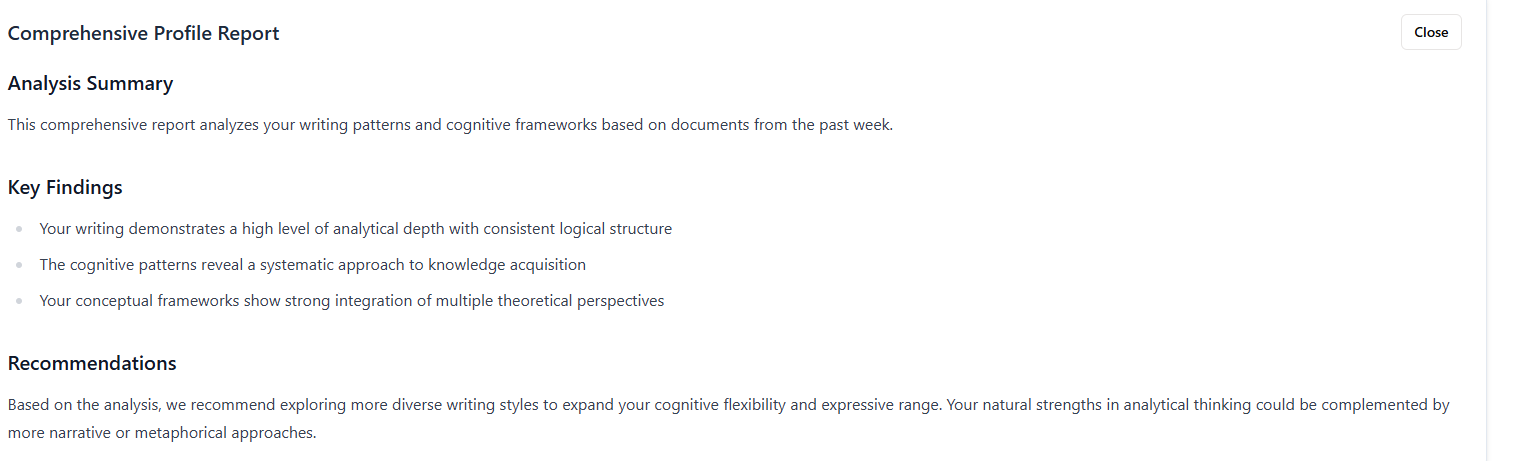 Comprehensive Profile Report
Close
Analysis Summary
This comprehensive report analyzes your writing patterns and cognitive frameworks based on documents from the past week.
Key Findings
Your writing demonstrates a high level of analytical depth with consistent logical structure
The cognitive patterns reveal a systematic approach to knowledge acquisition
Your conceptual frameworks show strong integration of multiple theoretical perspectives
Recommendations
Based on the analysis, we recommend exploring more diverse writing styles to expand your cognitive flexibility and expressive range. Your natural strengths in analytical thinking could be complemented by
more narrative or metaphorical approaches.